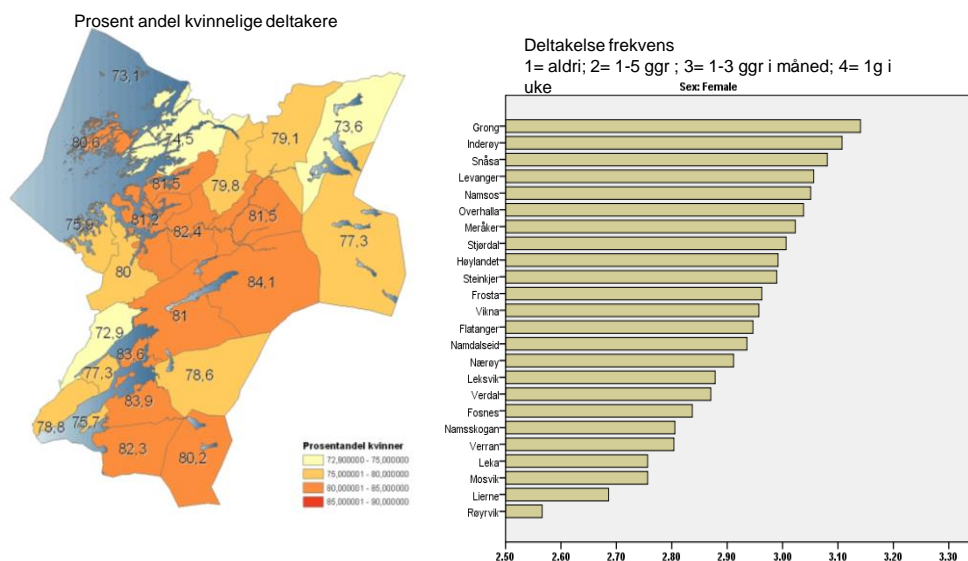 Prosent andel kvinnelige deltakere
73,1
80,6
74,5
79,1
73,6
81,5
79,8
75,9
81,2
82,4
81,5
77,3
80
84,1
81
72,9
83,6
77,3
78,6
83,9
78,8
75,7
82,3
80,2
Prosentandel kvinner
72,900000 - 75,000000
75,000001 - 80,000000
80,000001 - 85,000000
85,000001 - 90,000000
Deltakelse frekvens
1= aldri; 2= 1-5 ggr ; 3= 1-3 ggr i måned; 4= 1g i
uke
Sex: Female
Grong
Inderøy
Snåsa
Levanger
Namsos
Overhalla
Meråker
Stjørdal
Høylandet
Steinkjer
Frosta
Vikna
Flatanger
Namdalseid
Nærøy
Leksvik
Verdal
Fosnes
Namsskogan
Verran
Leka
Mosvik
Lierne
Røyrvik
2.50 2.60 2.70 2.80 2.90 3.00 3.10 3.20 3.30